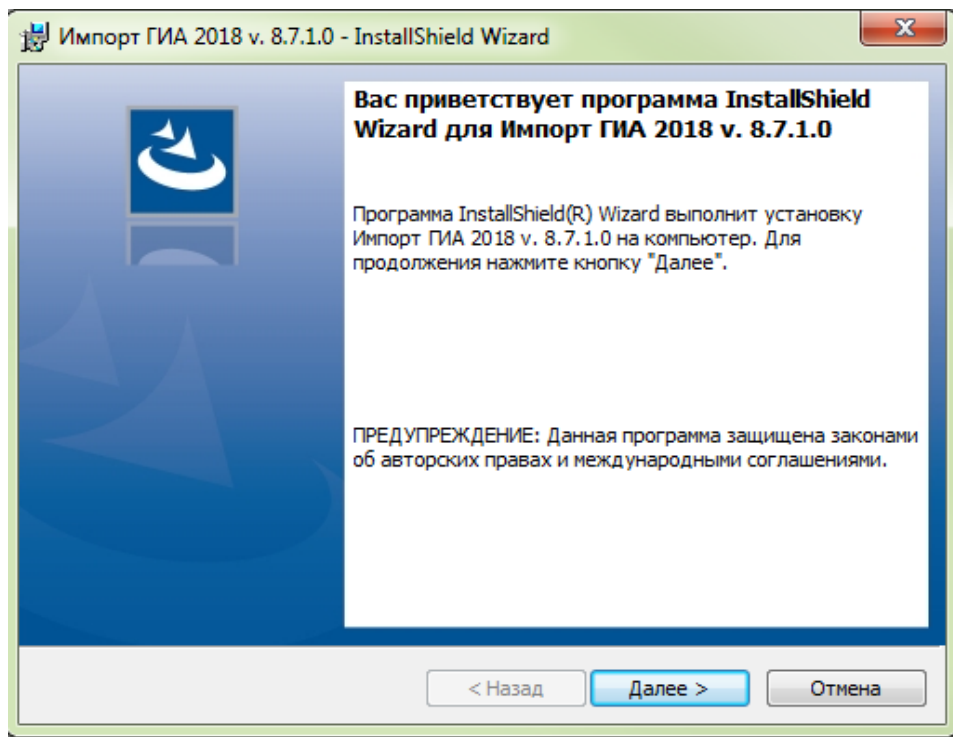 Импорт ГИА 2018 v. 8.7.1.0 - InstallShield Wizard
Вас приветствует программа InstallShield
Wizard для Импорт ГИА 2018 v. 8.7.1.0
Программа InstallShield(R) Wizard выполнит установку
Импорт ГИА 2018 v. 8.7.1.0 на компьютер. Для
продолжения нажмите кнопку "Далее".
ПРЕДУПРЕЖДЕНИЕ: Данная программа защищена законами
об авторских правах и международными соглашениями.
< Назад
Далее >
Отмена